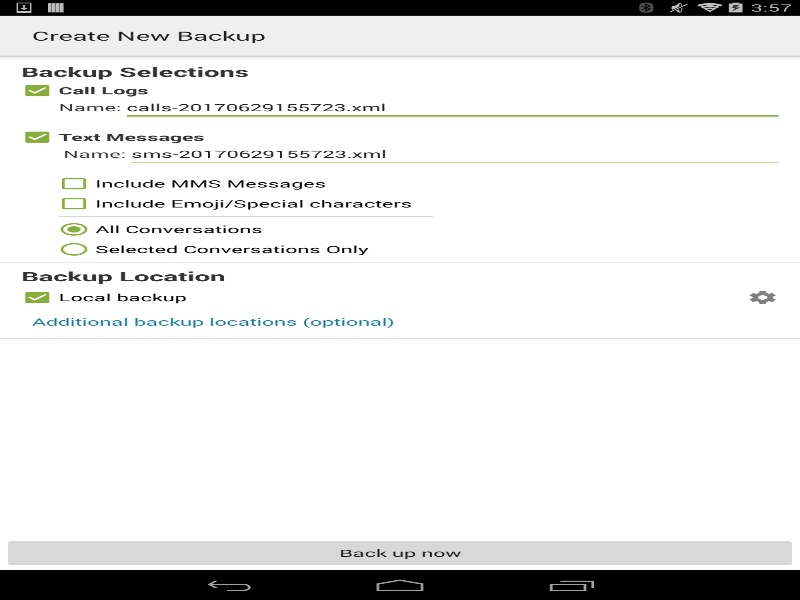 3:57
Create New Backup
Backup Selections
Call Logs
Name: calls-20170629155723.xml
Text Messages
Name: sms-20170629155723.xml
Include MMS Messages
Include Emoji/Special characters
All Conversations
Selected Conversations Only
Backup Location
Local backup
Additional backup locations (optional)
Back up now